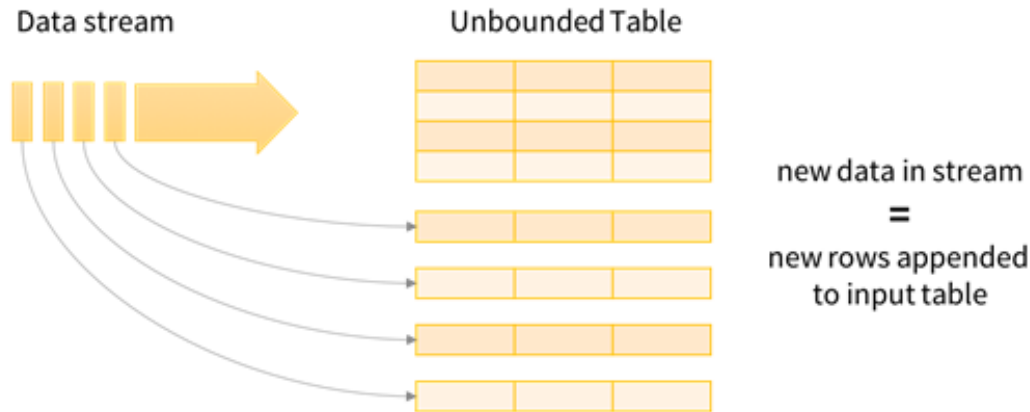 Data stream
Unbounded Table
new data in stream
=
new rows appended
to input table